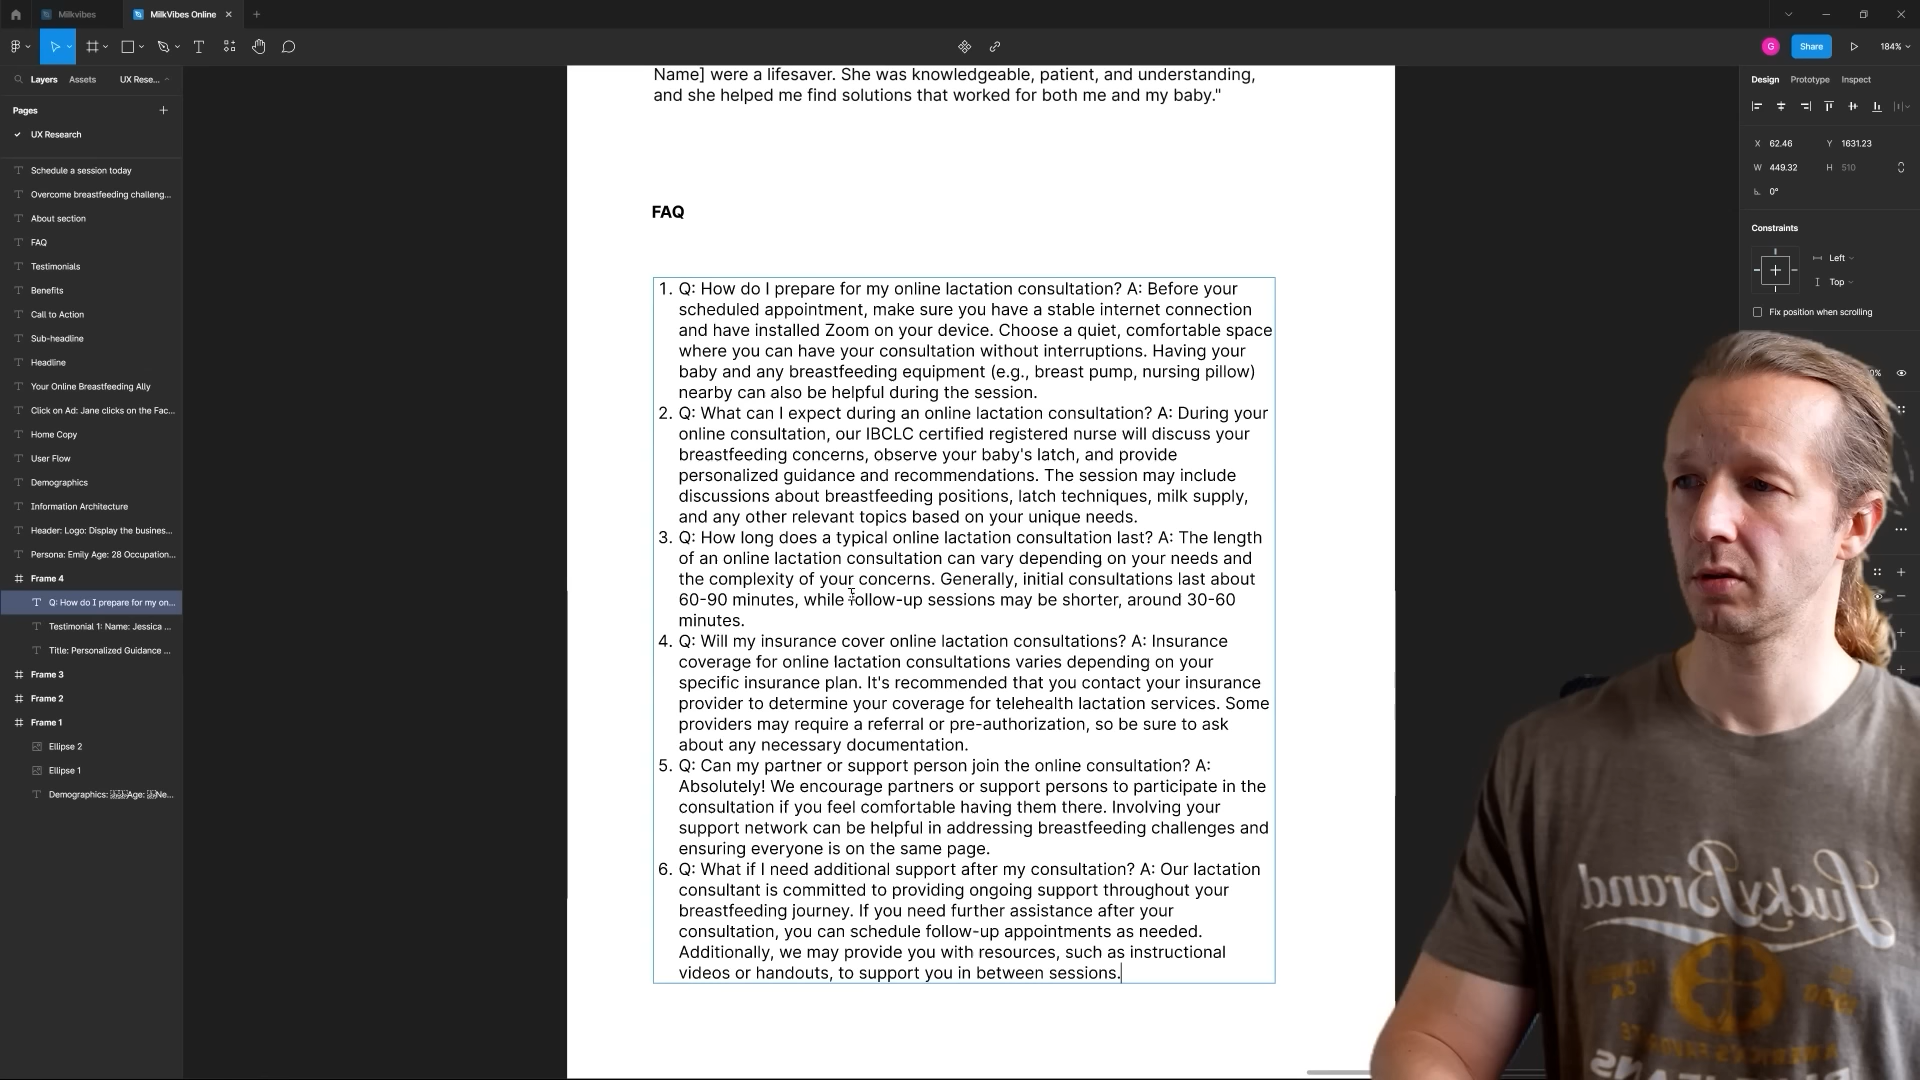 Milkvibes
MilkVibes Online
G
Share
184%
Layers
Assets
UX Rese...
Pages
UX Research
Schedule a session today
Overcome breastfeeding challeng...
About section
FAQ
Testimonials
Benefits
Call to Action
Sub-headline
Headline
Your Online Breastfeeding Ally
Click on Ad: Jane clicks on the Fac...
Home Copy
User Flow
Demographics
Information Architecture
Header: Logo: Display the busines...
Persona: Emily Age: 28 Occupation...
Frame 4
Q: How do I prepare for my on...
Testimonial 1: Name: Jessica ...
Title: Personalized Guidance ...
Frame 3
Frame 2
Frame 1
Ellipse 2
Ellipse 1
Demographics: Age: Ne...
Name] were a lifesaver. She was knowledgeable, patient, and understanding,
and she helped me find solutions that worked for both me and my baby."
FAQ
1. Q: How do I prepare for my online lactation consultation? A: Before your
scheduled appointment, make sure you have a stable internet connection
and have installed Zoom on your device. Choose a quiet, comfortable space
where you can have your consultation without interruptions. Having your
baby and any breastfeeding equipment (e.g., breast pump, nursing pillow)
nearby can also be helpful during the session.
2. Q: What can I expect during an online lactation consultation? A: During your
online consultation, our IBCLC certified registered nurse will discuss your
breastfeeding concerns, observe your baby's latch, and provide
personalized guidance and recommendations. The session may include
discussions about breastfeeding positions, latch techniques, milk supply,
and any other relevant topics based on your unique needs.
3. Q: How long does a typical online lactation consultation last? A: The length
of an online lactation consultation can vary depending on your needs and
the complexity of your concerns. Generally, initial consultations last about
60-90 minutes, while follow-up sessions may be shorter, around 30-60
minutes.
4. Q: Will my insurance cover online lactation consultations? A: Insurance
coverage for online lactation consultations varies depending on your
specific insurance plan. It's recommended that you contact your insurance
provider to determine your coverage for telehealth lactation services. Some
providers may require a referral or pre-authorization, so be sure to ask
about any necessary documentation.
5. Q: Can my partner or support person join the online consultation? A:
Absolutely! We encourage partners or support persons to participate in the
consultation if you feel comfortable having them there. Involving your
support network can be helpful in addressing breastfeeding challenges and
ensuring everyone is on the same page.
6. Q: What if I need additional support after my consultation? A: Our lactation
consultant is committed to providing ongoing support throughout your
breastfeeding journey. If you need further assistance after your
consultation, you can schedule follow-up appointments as needed.
Additionally, we may provide you with resources, such as instructional
videos or handouts, to support you in between sessions.
Design
Prototype
Inspect
X 62.46 Y 1631.23
W 449.32 H 510
0°
Constraints
Left
Top
Fix position when scrolling
Lucky Brand